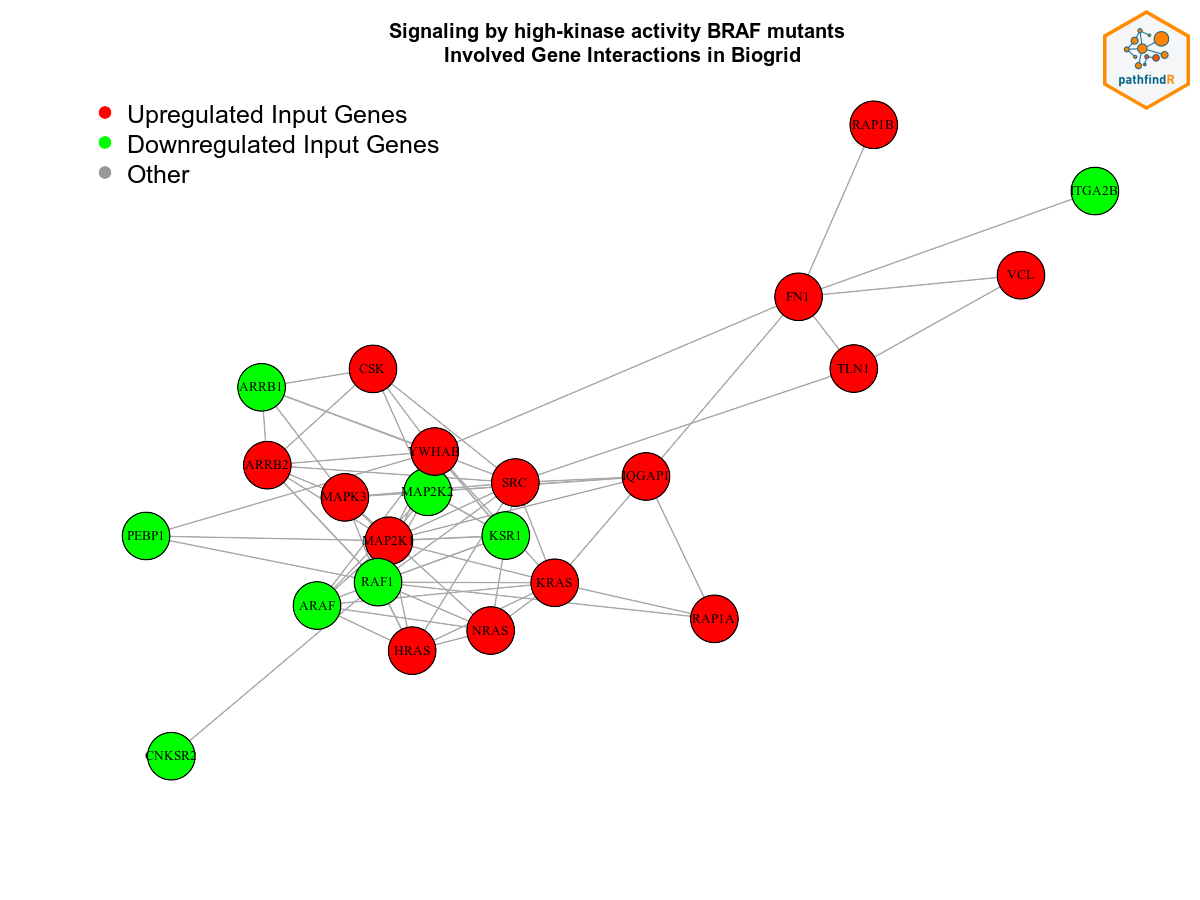 Signaling by high-kinase activity BRAF mutants
Involved Gene Interactions in Biogrid
pathfindR
Upregulated Input Genes
Downregulated Input Genes
Other
RAP1B
ITGA2B
VCL
FN1
TLN1
CSK
ARRB1
YWHAB
ARRB2
IQGAP1
SRC
MAP2K2
MAPK3
PEBP1
KSR1
MAP2K
RAF1
KRAS
ARAF
RAP1A
NRAS
HRAS
CNKSR2